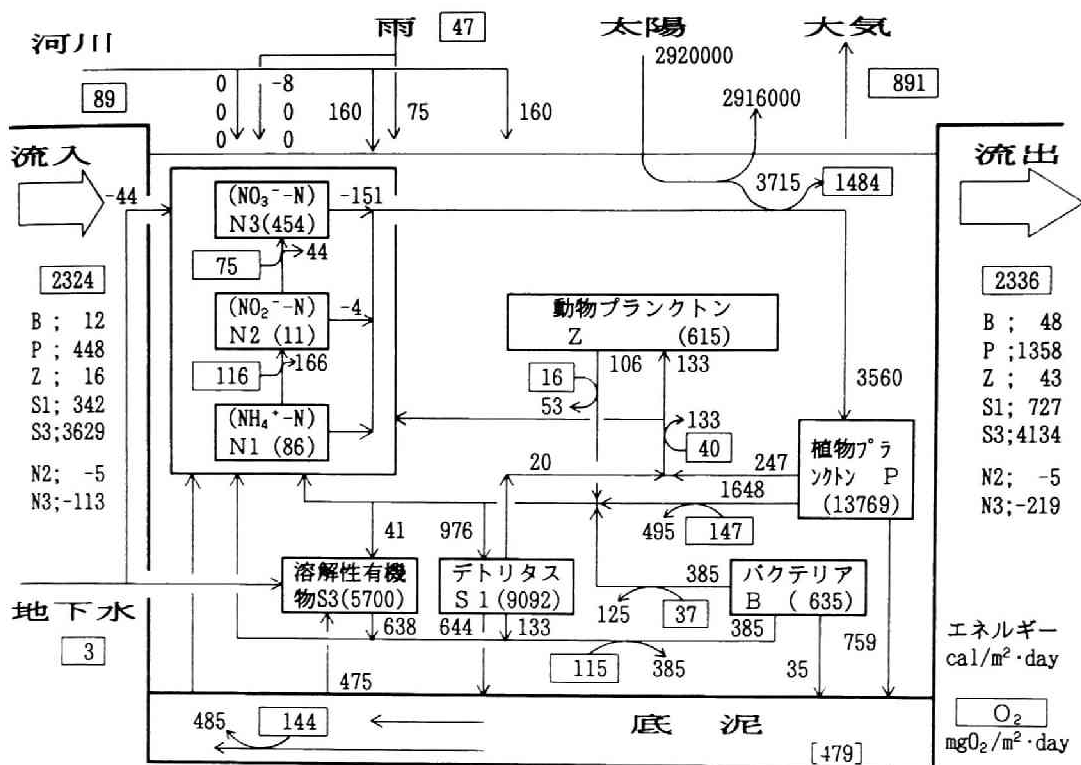 河川
雨 47
太陽
大気
2920000
891
89
0 -8
0 0
0 0
160 75 160
2916000
流入
流出
-44
3715 1484
(NO₃⁻-N)
N3(454)
-151
75 44
(NO₂⁻-N)
N2 (11)
-4
116 166
(NH₄⁺-N)
N1 (86)
2324
B ; 12
P ; 448
Z ; 16
S1; 342
S3;3629
N2; -5
N3;-113
動物プランクトン
Z (615)
16 106 133
53
133
40
3560
20 247
1648
495 147
植物プラ
ンクトン P
(13769)
2336
B ; 48
P ;1358
Z ; 43
S1; 727
S3;4134
N2; -5
N3;-219
41 976
溶解性有機
物S3(5700)
デトリタス
S1(9092)
385
バクテリア
B ( 635)
125 37
638 644 133 385
759
地下水
3
115 385
35
475
エネルギー
cal/m²·day
O₂
mgO₂/m²·day
底 泥
485 144
[479]